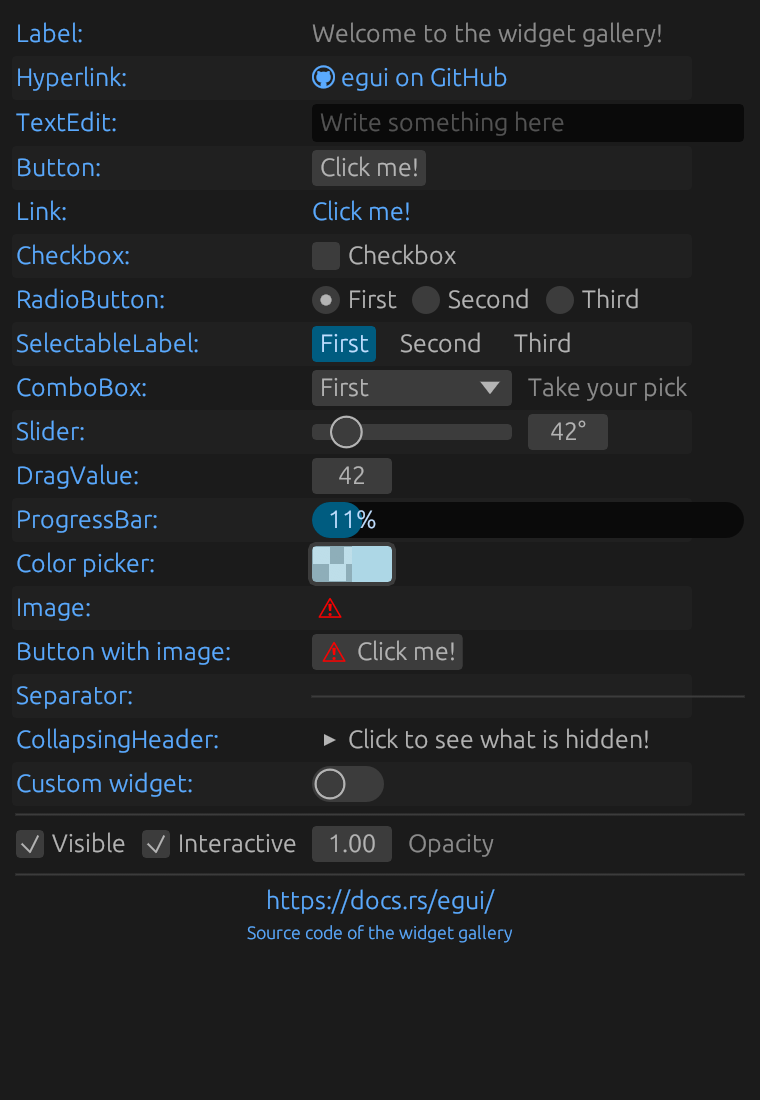 Label: Welcome to the widget gallery!
Hyperlink: egui on GitHub
TextEdit: Write something here
Button: Click me!
Link: Click me!
Checkbox: Checkbox
RadioButton: First Second Third
SelectableLabel: First Second Third
ComboBox: First Take your pick
Slider: 42°
DragValue: 42
ProgressBar: 11%
Color picker:
Image:
Button with image: Click me!
Separator:
CollapsingHeader: Click to see what is hidden!
Custom widget:
Visible Interactive 1.00 Opacity
https://docs.rs/egui/
Source code of the widget gallery